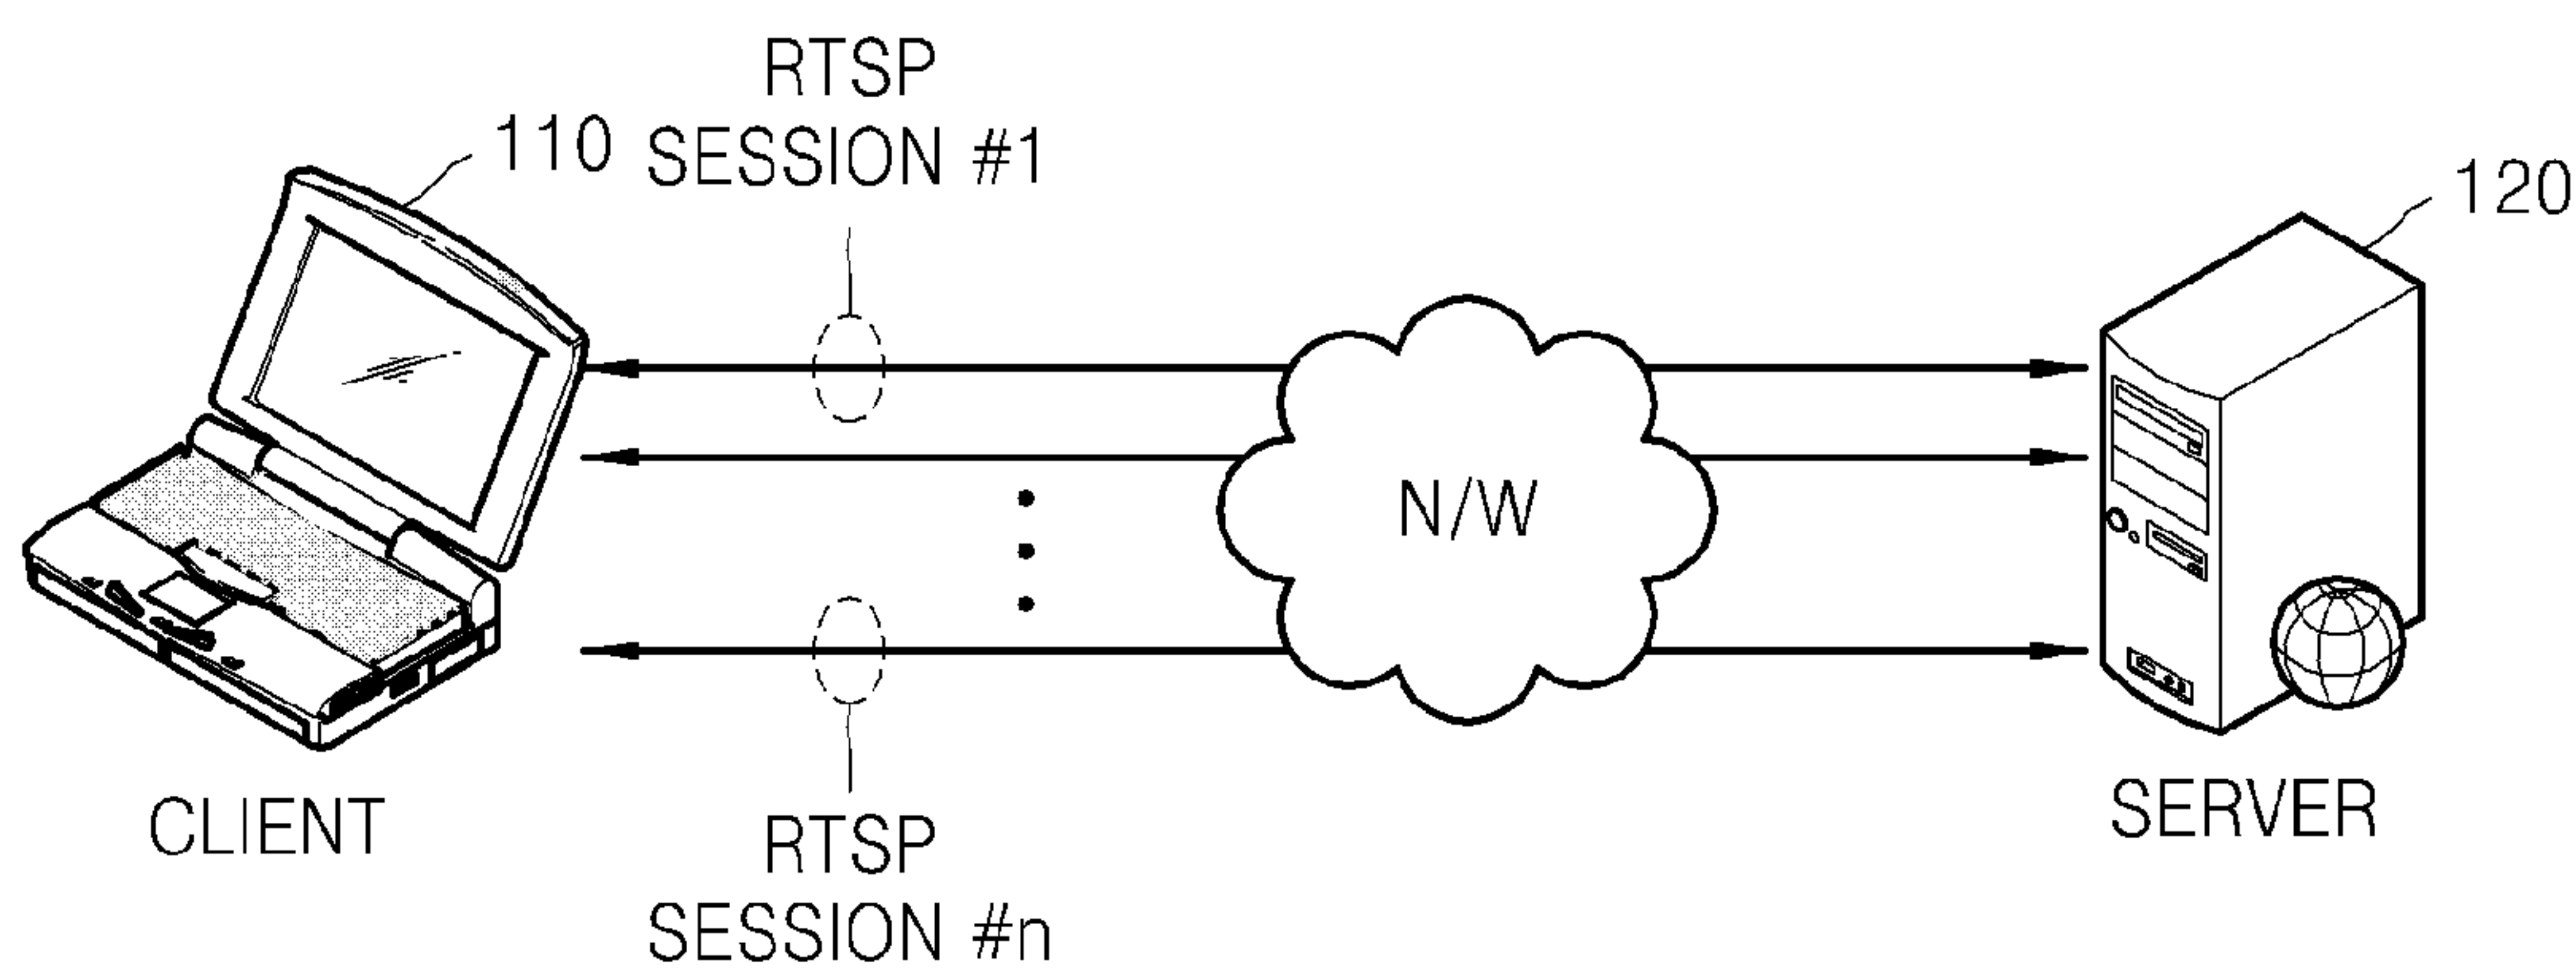 RTSP
SESSION #1
110
120
N/W
CLIENT
SERVER
RTSP
SESSION #n